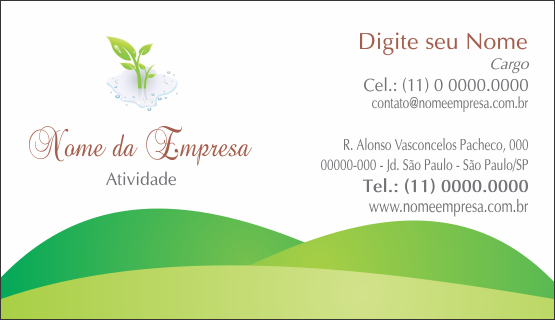 Nome da Empresa
Atividade
Digite seu Nome
Cargo
Cel.: (11) 0 0000.0000
contato@nomeempresa.com.br
R. Alonso Vasconcelos Pacheco, 000
00000-000 - Jd. São Paulo - São Paulo/SP
Tel.: (11) 0000.0000
www.nomeempresa.com.br